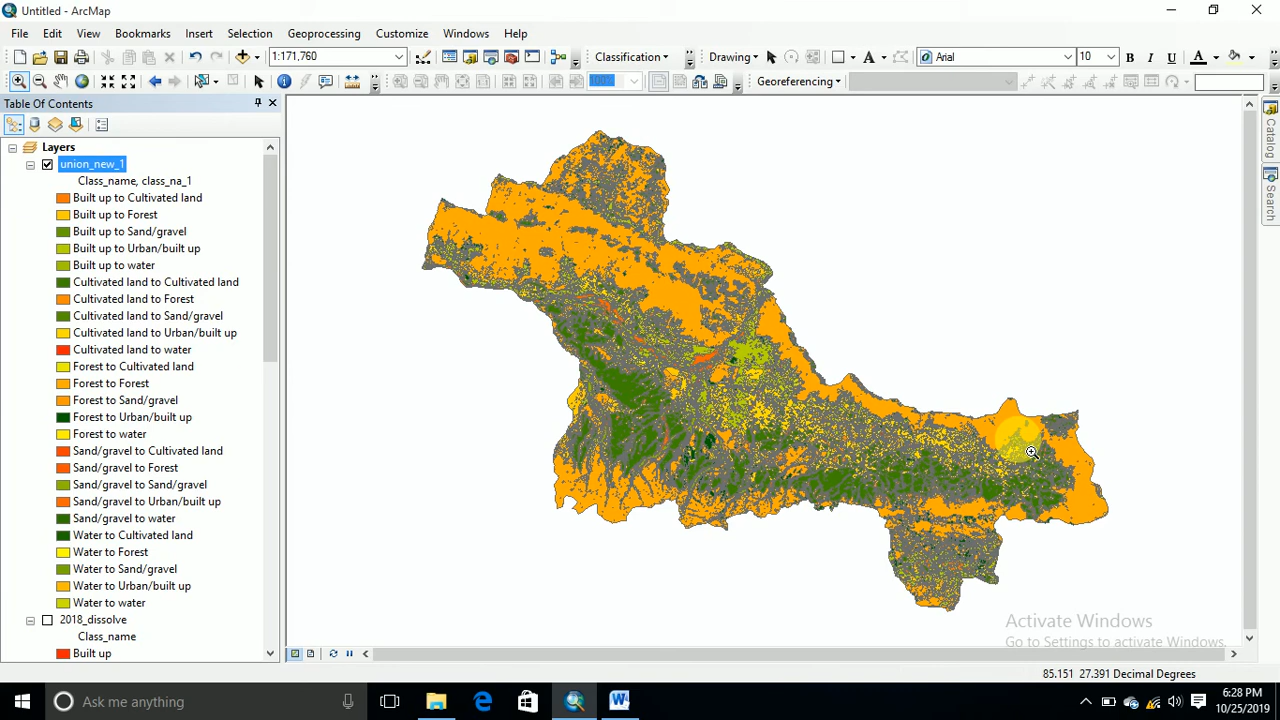 Untitled - ArcMap
File Edit View Bookmarks Insert Selection Geoprocessing Customize Windows Help
1:171,760 Classification Drawing A Arial 10 B I U A
100% Georeferencing
Table Of Contents
Layers
union_new_1
Class_name, class_na_1
Built up to Cultivated land
Built up to Forest
Built up to Sand/gravel
Built up to Urban/built up
Built up to water
Cultivated land to Cultivated land
Cultivated land to Forest
Cultivated land to Sand/gravel
Cultivated land to Urban/built up
Cultivated land to water
Forest to Cultivated land
Forest to Forest
Forest to Sand/gravel
Forest to Urban/built up
Forest to water
Sand/gravel to Cultivated land
Sand/gravel to Forest
Sand/gravel to Sand/gravel
Sand/gravel to Urban/built up
Sand/gravel to water
Water to Cultivated land
Water to Forest
Water to Sand/gravel
Water to Urban/built up
Water to water
2018_dissolve
Class_name
Built up
Catalog
Search
Activate Windows
Go to Settings to activate Windows.
85.151 27.391 Decimal Degrees
Ask me anything
6:28 PM
10/25/2019